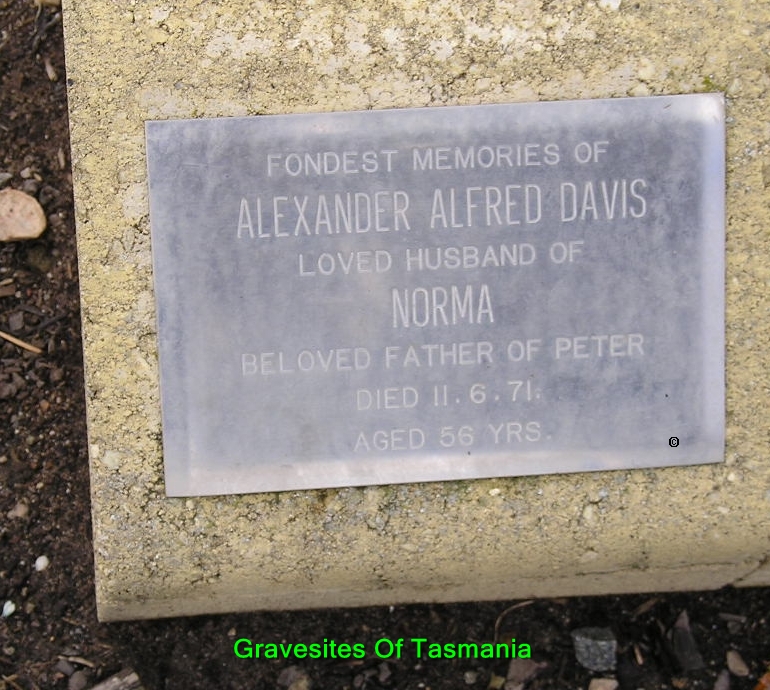 FONDEST MEMORIES OF
ALEXANDER ALFRED DAVIS
LOVED HUSBAND OF
NORMA
BELOVED FATHER OF PETER
DIED 11.6.71.
AGED 56 YRS.
©
Gravesites Of Tasmania